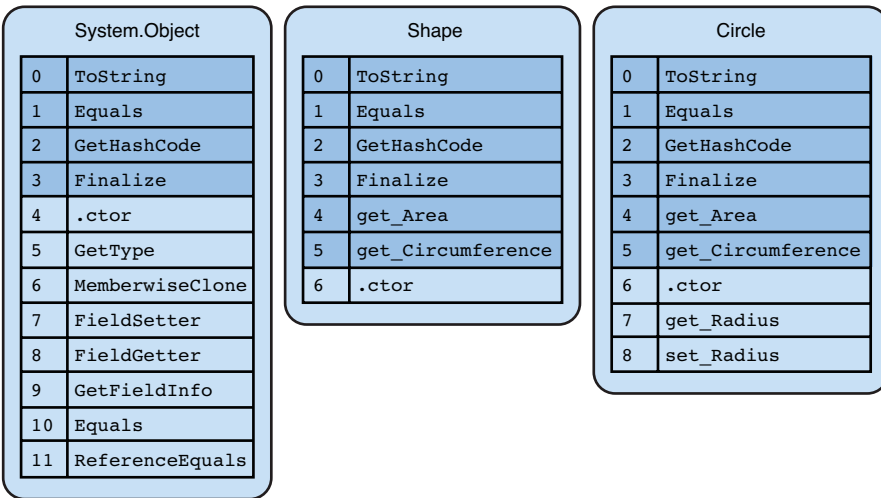 System.Object
0 ToString
1 Equals
2 GetHashCode
3 Finalize
4 .ctor
5 GetType
6 MemberwiseClone
7 FieldSetter
8 FieldGetter
9 GetFieldInfo
10 Equals
11 ReferenceEquals
Shape
0 ToString
1 Equals
2 GetHashCode
3 Finalize
4 get_Area
5 get_Circumference
6 .ctor
Circle
0 ToString
1 Equals
2 GetHashCode
3 Finalize
4 get_Area
5 get_Circumference
6 .ctor
7 get_Radius
8 set_Radius